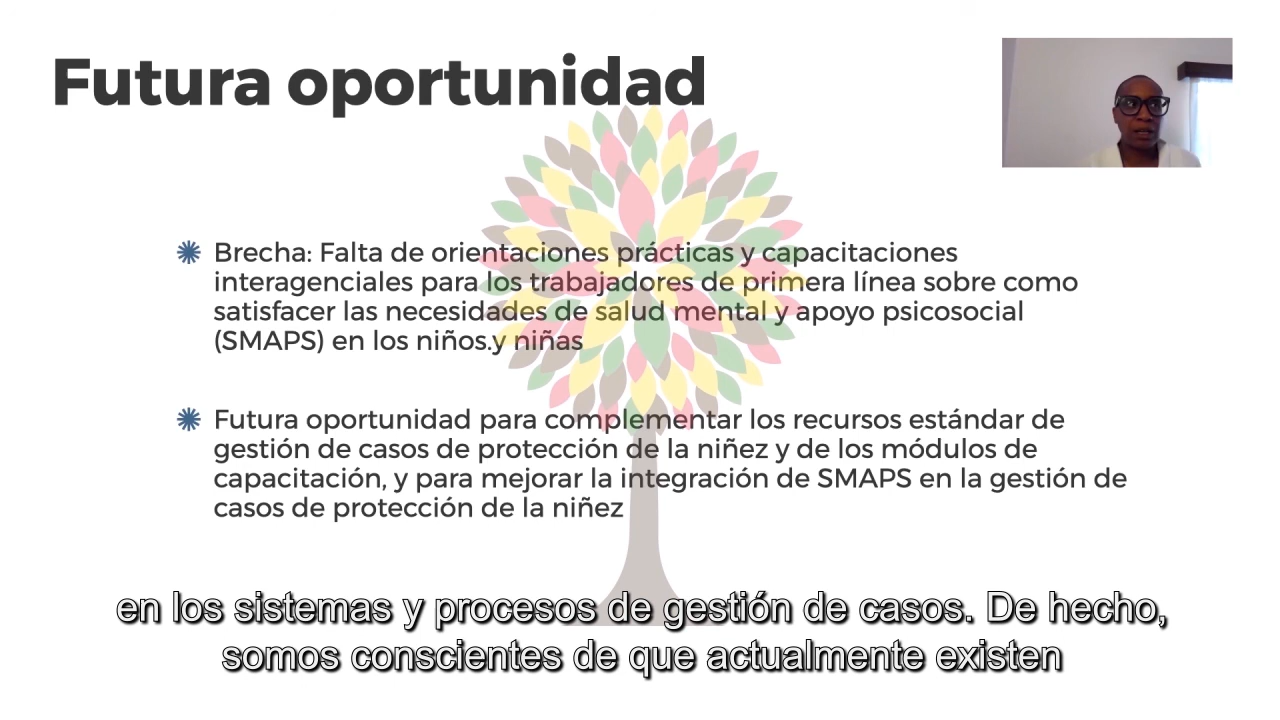 Futura oportunidad
Brecha: Falta de orientaciones prácticas y capacitaciones
interagenciales para los trabajadores de primera línea sobre como
satisfacer las necesidades de salud mental y apoyo psicosocial
(SMAPS) en los niños.y niñas
Futura oportunidad para complementar los recursos estándar de
gestión de casos de protección de la niñez y de los módulos de
capacitación, y para mejorar la integración de SMAPS en la gestión de
casos de protección de la niñez
en los sistemas y procesos de gestión de casos. De hecho,
somos conscientes de que actualmente existen